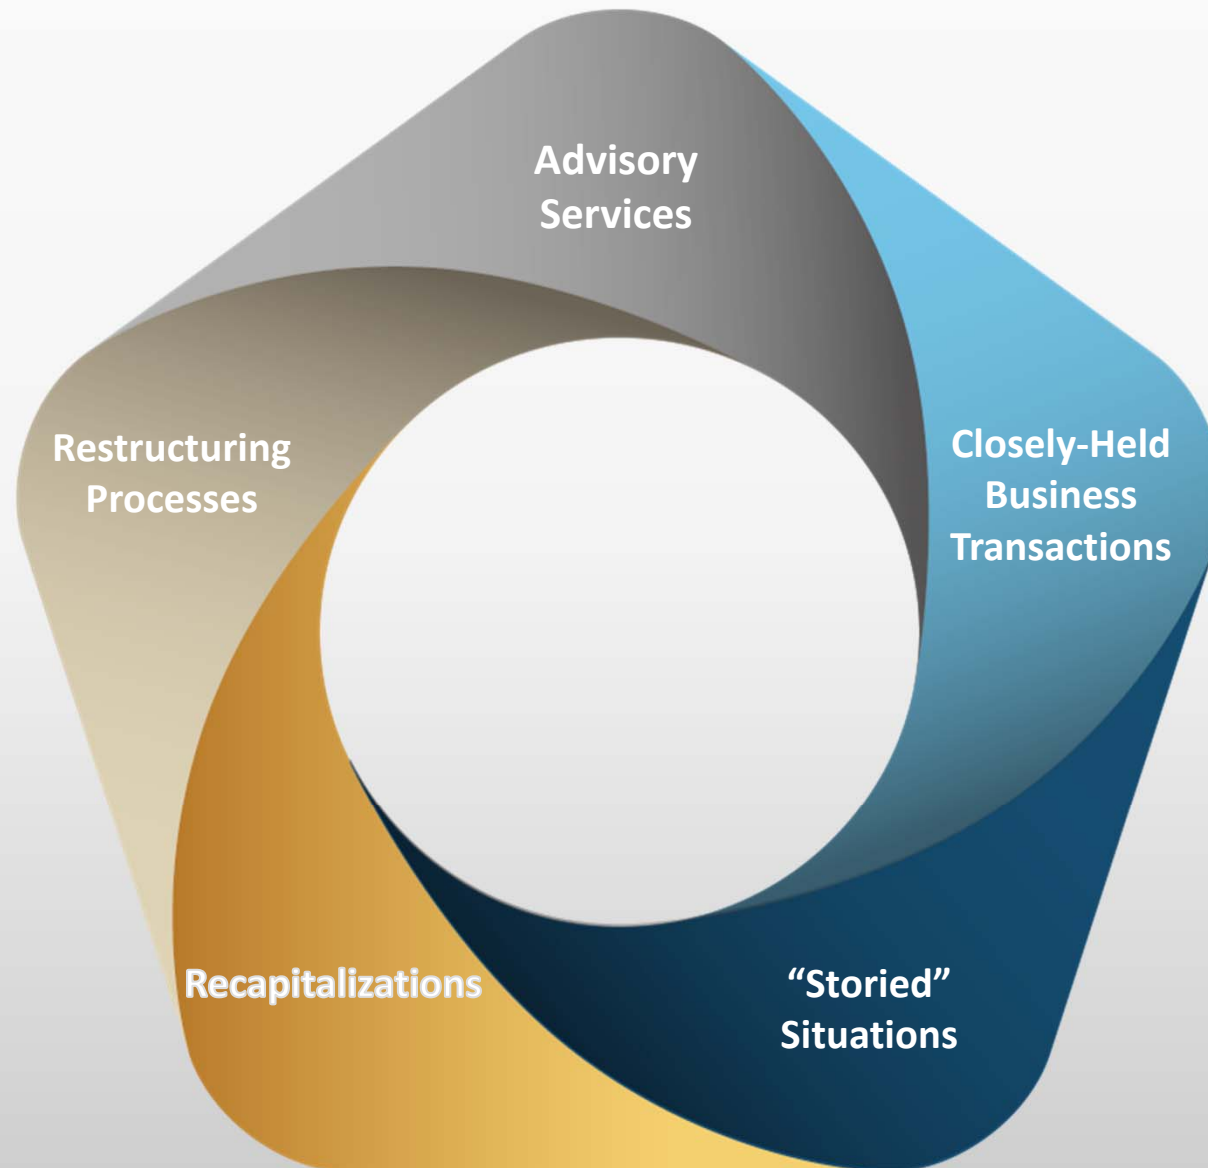 Advisory
Services
Closely-Held
Business
Transactions
“Storied”
Situations
Recapitalizations
Restructuring
Processes